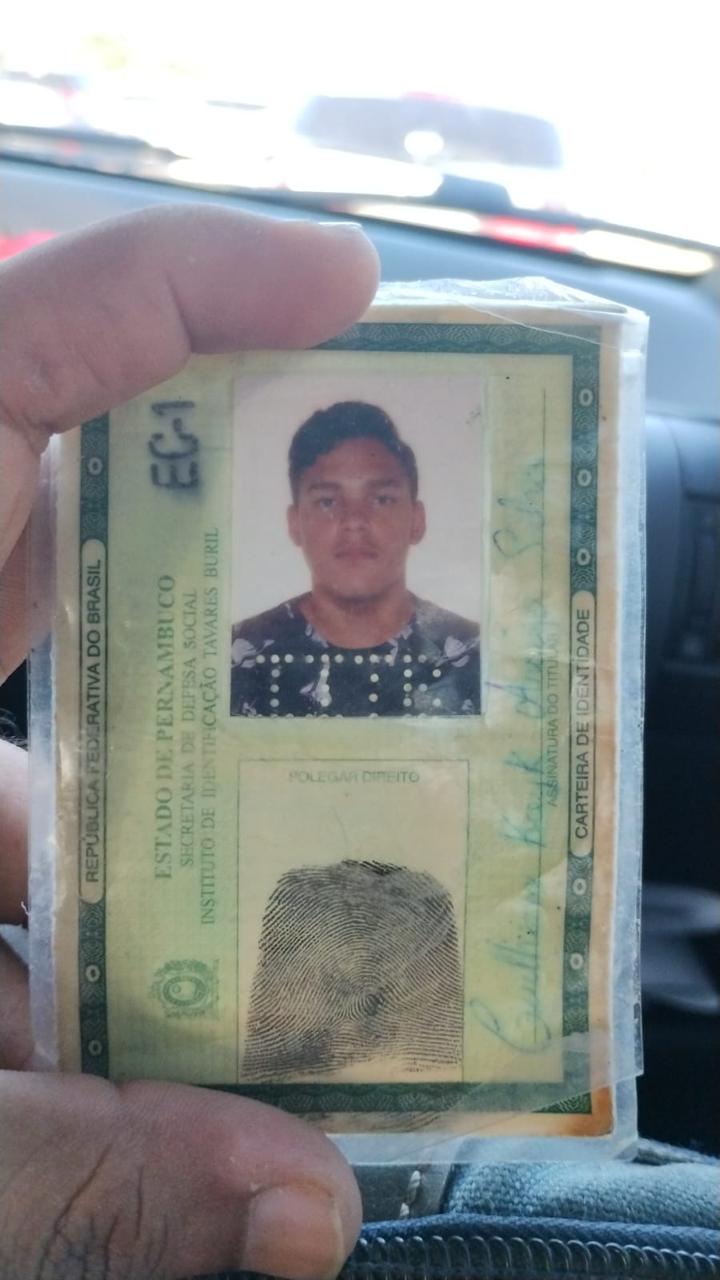 REPÚBLICA FEDERATIVA DO BRASIL
EC-1
ESTADO DE PERNAMBUCO
SECRETARIA DE DEFESA SOCIAL
INSTITUTO DE IDENTIFICAÇÃO TAVARES BURIL
POLEGAR DIREITO
Silva
ASSINATURA DO TITULAR
CARTEIRA DE IDENTIDADE